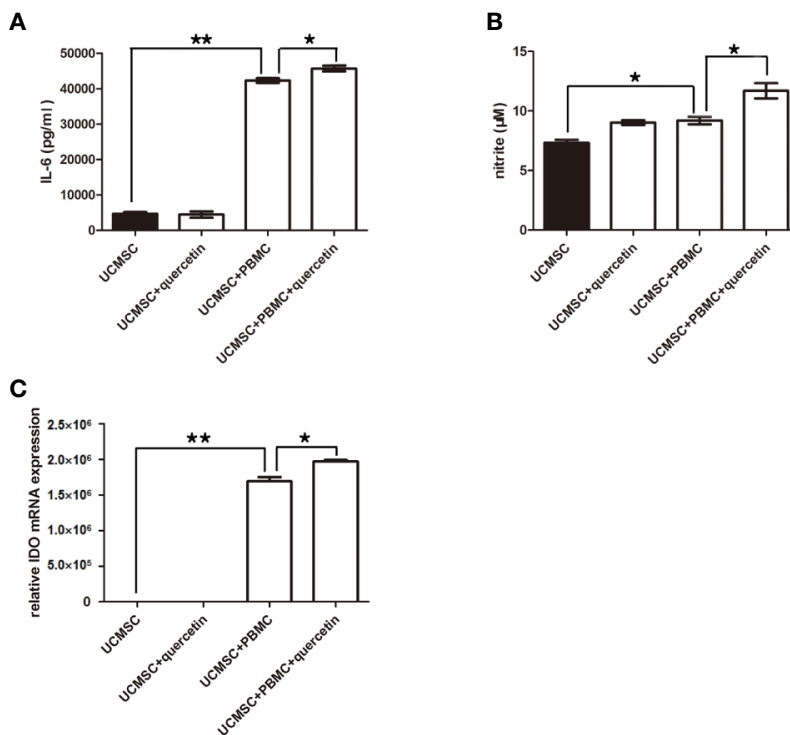 A
IL-6 (pg/ml)
50000
40000
30000
20000
10000
0
**
*
UCMSC
UCMSC+quercetin
UCMSC+PBMC
UCMSC+PBMC+quercetin
B
nitrite (µM)
15
10
5
0
*
*
UCMSC
UCMSC+quercetin
UCMSC+PBMC
UCMSC+PBMC+quercetin
C
relative IDO mRNA expression
2.5×10⁶
2.0×10⁶
1.5×10⁶
1.0×10⁶
5.0×10⁵
0
**
*
UCMSC
UCMSC+quercetin
UCMSC+PBMC
UCMSC+PBMC+quercetin